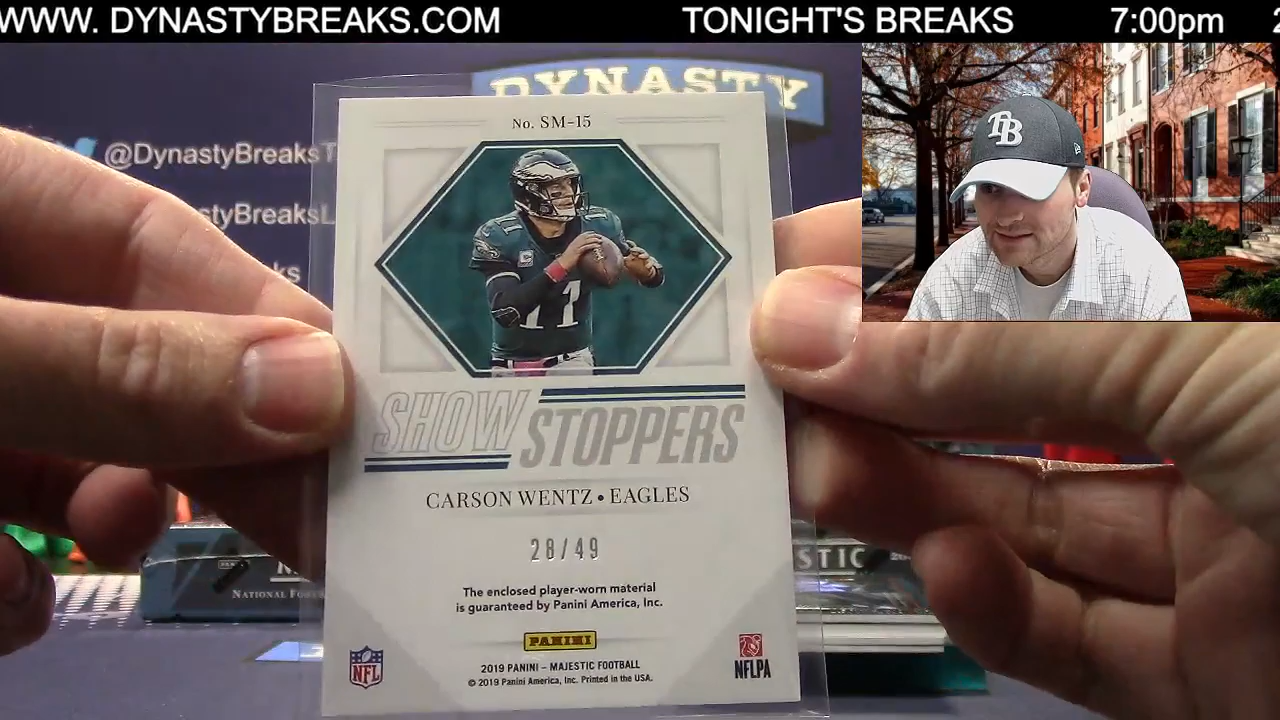 WWW. DYNASTYBREAKS.COM TONIGHT'S BREAKS 7:00pm
DYNASTY
@DynastyBreaks
No. SM-15
TB
11
SHOW
STOPPERS
CARSON WENTZ • EAGLES
28/49
The enclosed player-worn material
is guaranteed by Panini America, Inc.
PANINI
NFL
NFLPA
2019 PANINI – MAJESTIC FOOTBALL
© 2019 Panini America, Inc. Printed in the USA.